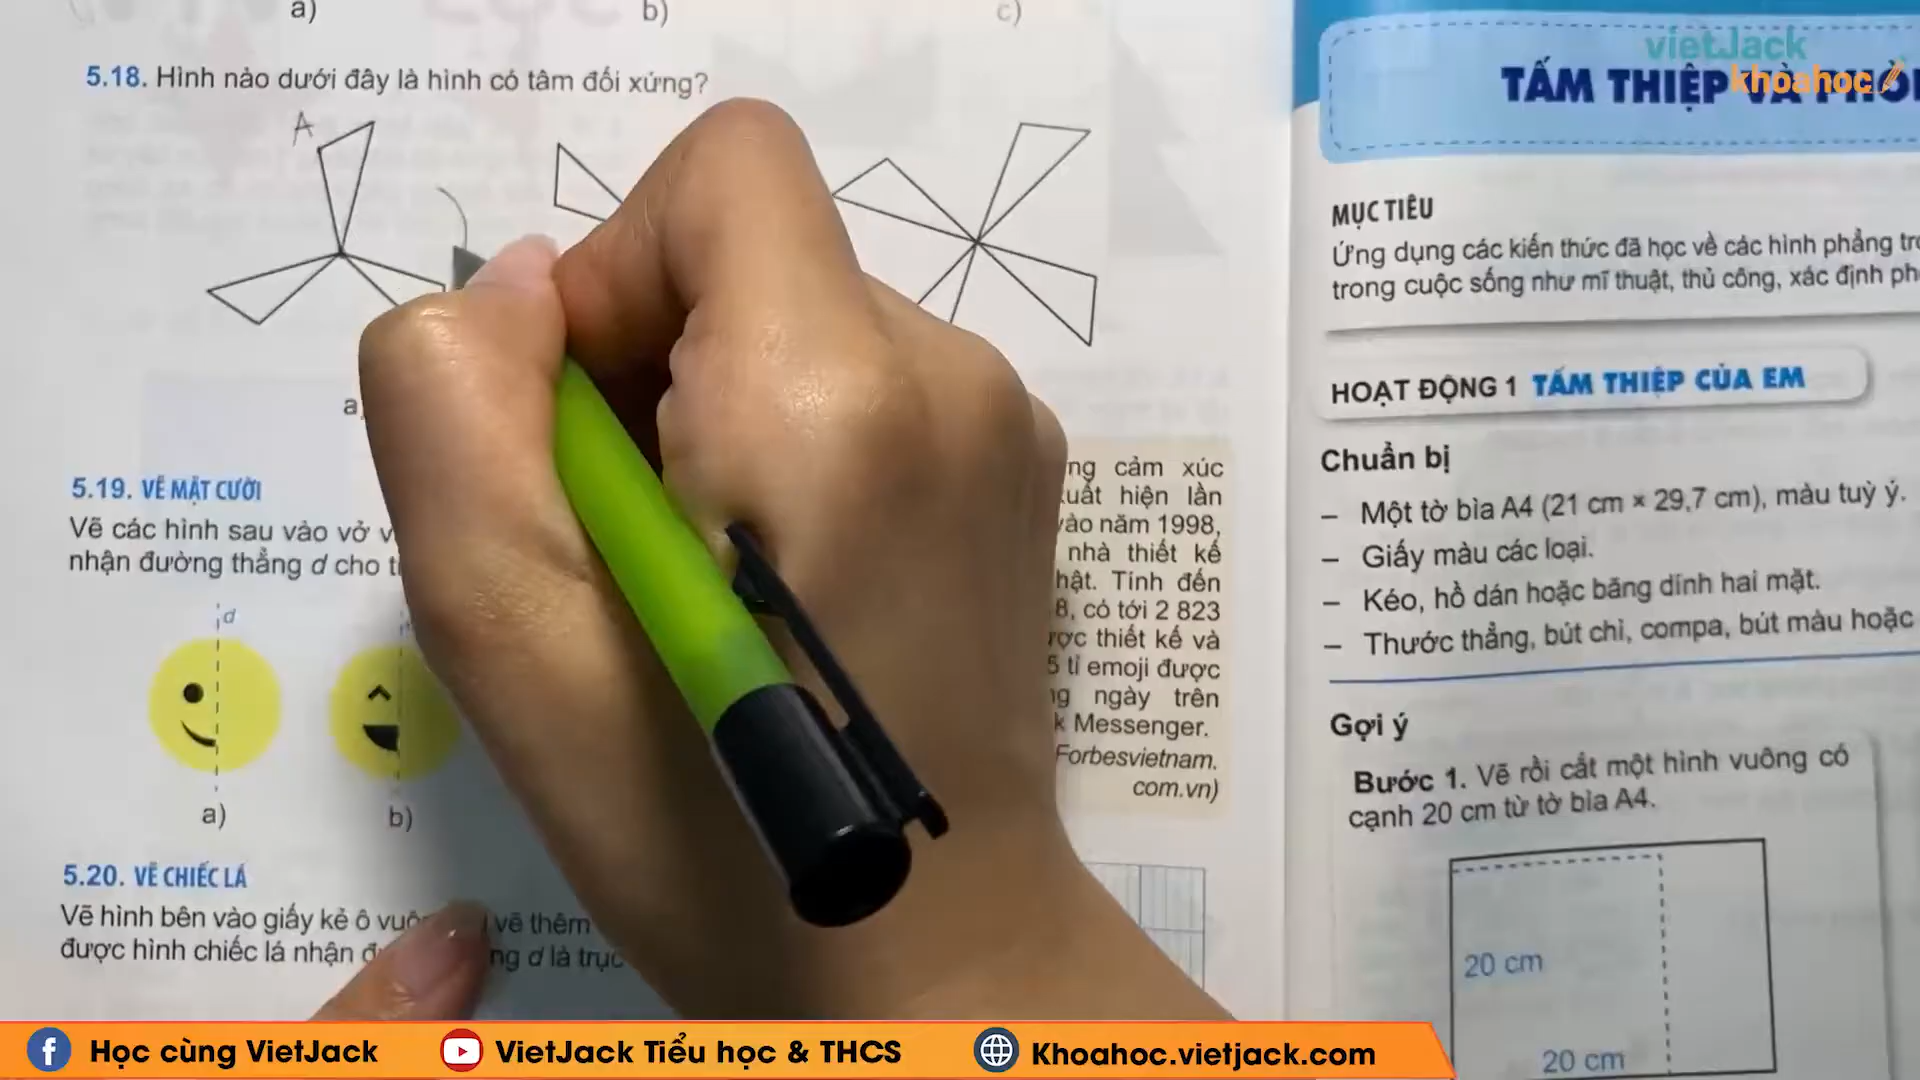 a)
b)
c)
5.18. Hình nào dưới đây là hình có tâm đối xứng?
A
a
5.19. VẼ MẶT CƯỜI
Vẽ các hình sau vào vở v
nhận đường thẳng d cho t
d
a)
b)
ng cảm xúc
uất hiện lần
vào năm 1998,
nhà thiết kế
hật. Tính đến
8, có tới 2 823
ược thiết kế và
5 tỉ emoji được
ng ngày trên
k Messenger.
Forbesvietnam.
com.vn)
5.20. VẼ CHIẾC LÁ
Vẽ hình bên vào giấy kẻ ô vuô vẽ thêm
được hình chiếc lá nhận đ ng d là trục
vietJack
khoahoc
TẤM THIỆP VÀ PHÒ
MỤC TIÊU
Ứng dụng các kiến thức đã học về các hình phẳng tro
trong cuộc sống như mĩ thuật, thủ công, xác định ph
HOẠT ĐỘNG 1 TẤM THIỆP CỦA EM
Chuẩn bị
– Một tờ bìa A4 (21 cm × 29,7 cm), màu tuỳ ý.
– Giấy màu các loại.
– Kéo, hồ dán hoặc băng dính hai mặt.
– Thước thẳng, bút chì, compa, bút màu hoặc
Gợi ý
Bước 1. Vẽ rồi cắt một hình vuông có
cạnh 20 cm từ tờ bìa A4.
20 cm
20 cm
Học cùng VietJack
VietJack Tiểu học & THCS
Khoahoc.vietjack.com